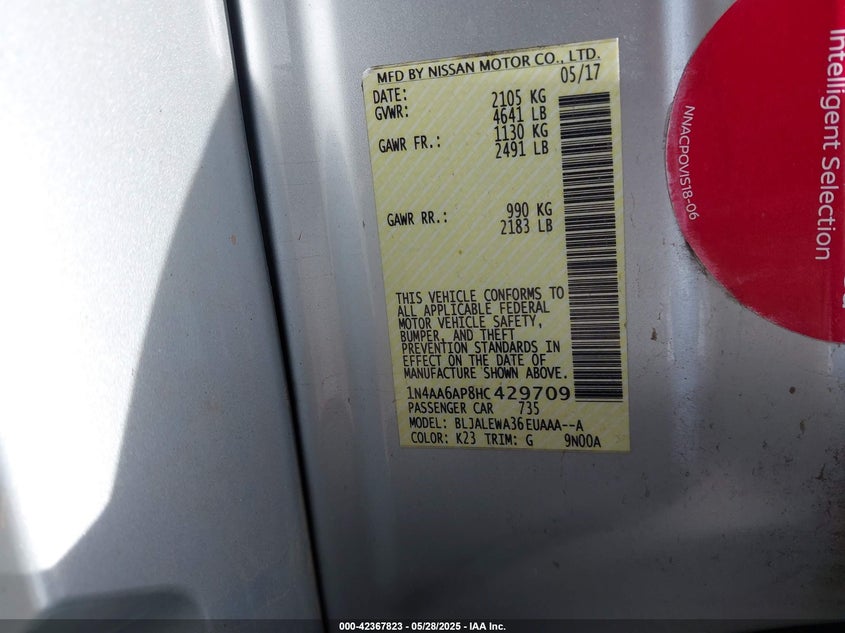 MFD BY NISSAN MOTOR CO., LTD.
DATE: 05/17
GVWR: 2105 KG
4641 LB
GAWR FR.: 1130 KG
2491 LB
GAWR RR.: 990 KG
2183 LB
THIS VEHICLE CONFORMS TO
ALL APPLICABLE FEDERAL
MOTOR VEHICLE SAFETY,
BUMPER, AND THEFT
PREVENTION STANDARDS IN
EFFECT ON THE DATE OF
MANUFACTURE SHOWN ABOVE.
1N4AA6AP8HC429709
PASSENGER CAR 735
MODEL: BLJALEWA36EUAAA--A
COLOR: K23 TRIM: G 9N00A
NNACPOVIS18-06
Intelligent Selection
000-42367823 - 05/28/2025 - IAA Inc.